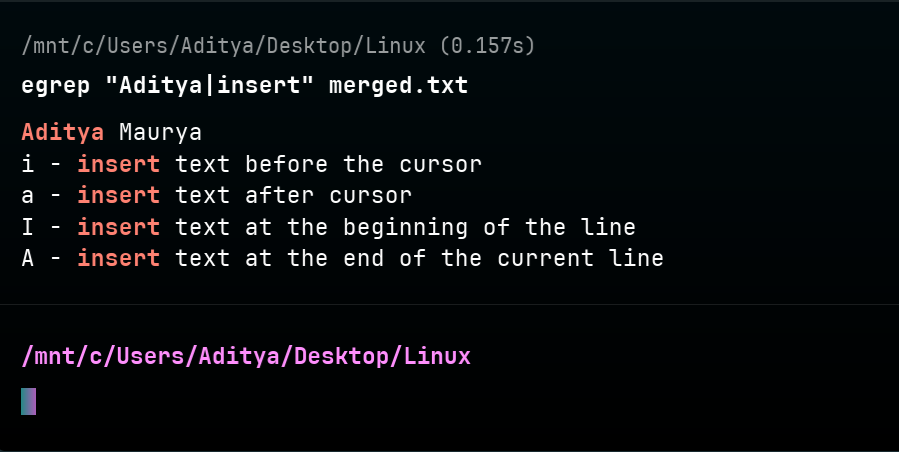 /mnt/c/Users/Aditya/Desktop/Linux (0.157s)
egrep "Aditya|insert" merged.txt
Aditya Maurya
i - insert text before the cursor
a - insert text after cursor
I - insert text at the beginning of the line
A - insert text at the end of the current line
/mnt/c/Users/Aditya/Desktop/Linux